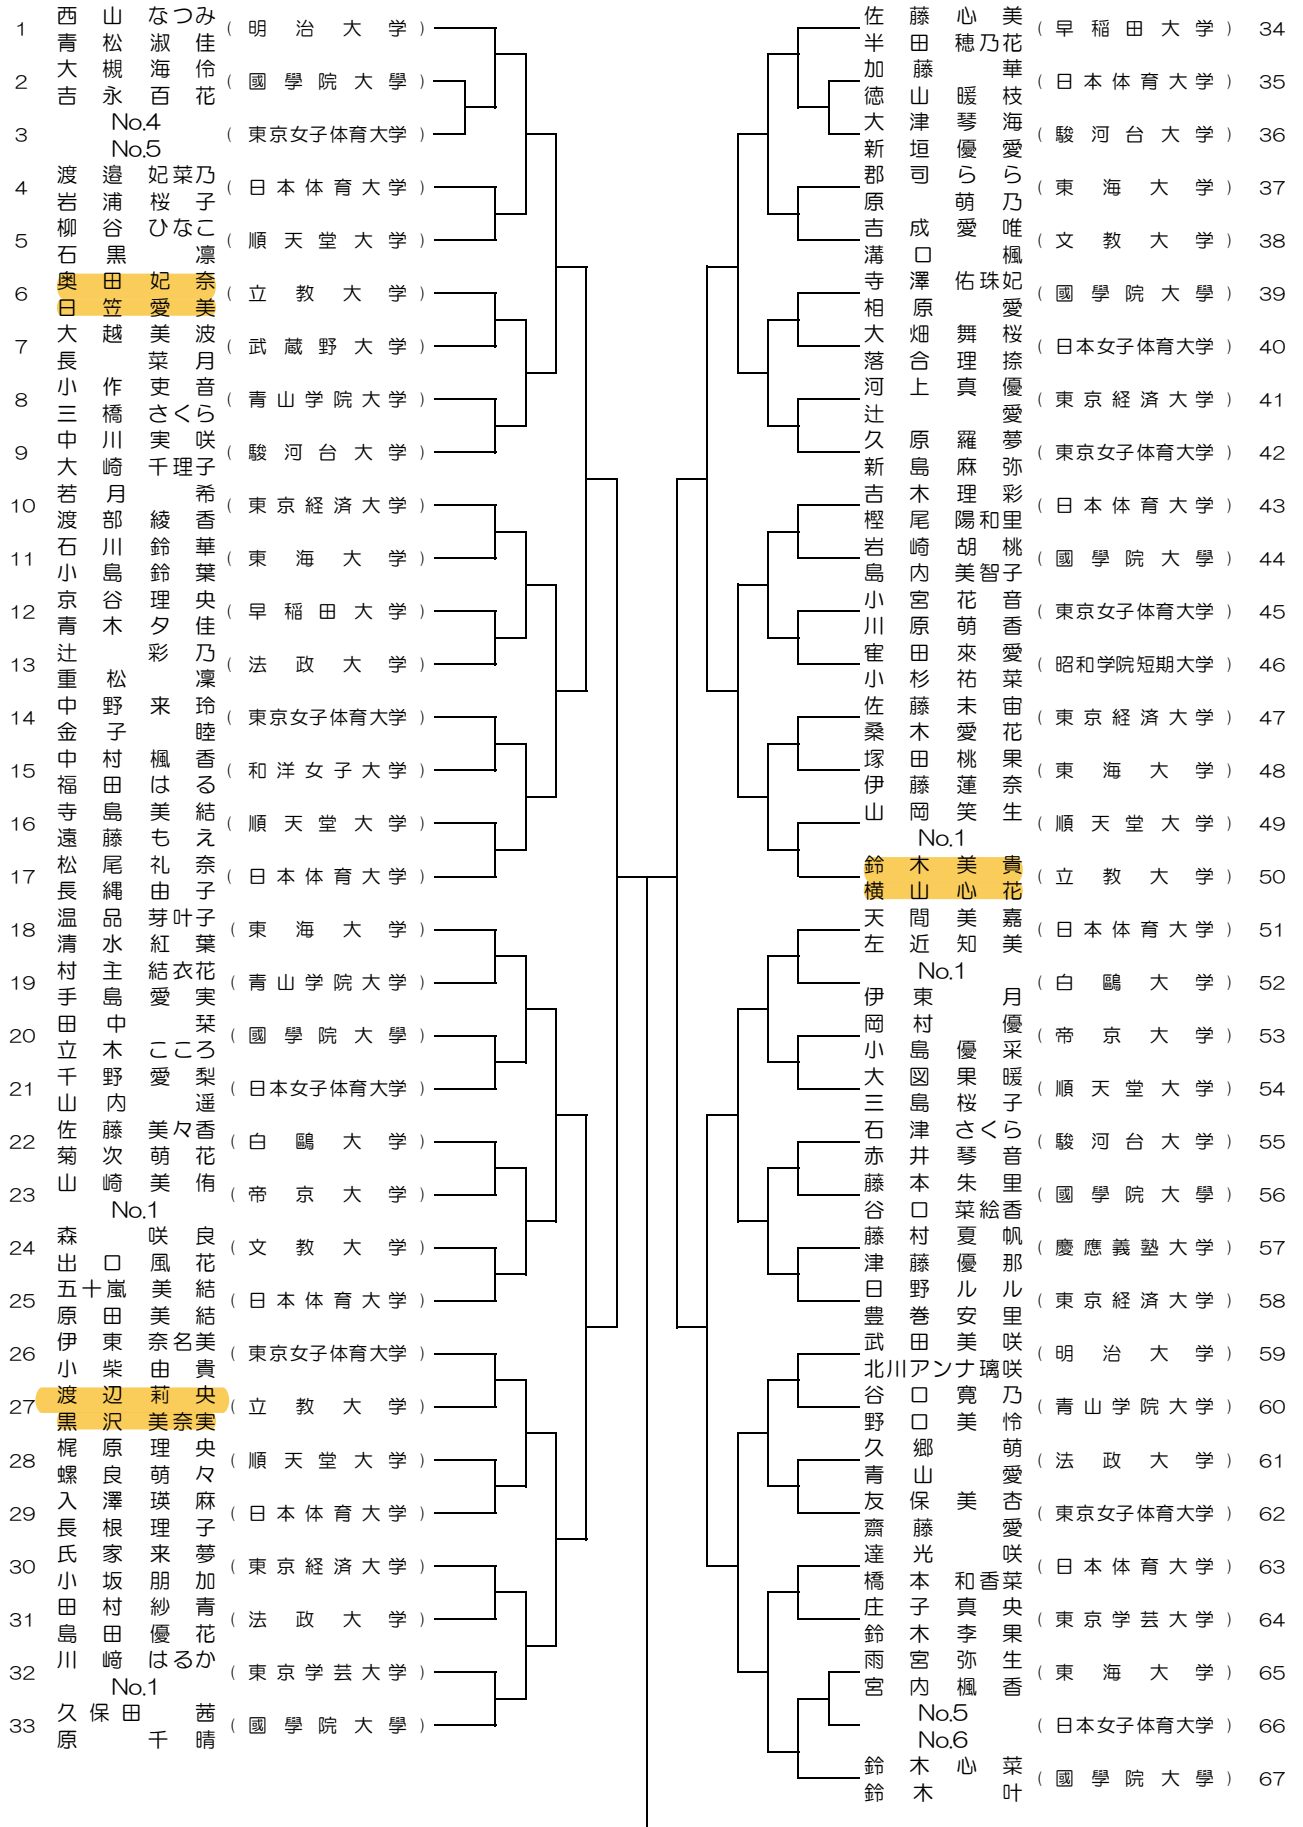 1 西山なつみ (明治大学)
青松淑佳
2 大槻海伶 (國學院大學)
吉永百花
3 No.4 (東京女子体育大学)
No.5
4 渡邉妃菜乃 (日本体育大学)
岩浦桜子
5 柳谷ひなこ (順天堂大学)
石黒凛
6 奥田妃奈 (立教大学)
日笠愛美
7 大越美波 (武蔵野大学)
長菜月
8 小作吏音 (青山学院大学)
三橋さくら
9 中川実咲 (駿河台大学)
大崎千理子
10 若月希 (東京経済大学)
渡部綾香
11 石川鈴華 (東海大学)
小島鈴葉
12 京谷理央 (早稲田大学)
青木夕佳
13 辻彩乃 (法政大学)
重松凜
14 中野来玲 (東京女子体育大学)
金子睦
15 中村楓香 (和洋女子大学)
福田はる
16 寺島美結 (順天堂大学)
遠藤もえ
17 松尾礼奈 (日本体育大学)
長縄由子
18 温品芽叶子 (東海大学)
清水紅葉
19 村主結衣花 (青山学院大学)
手島愛実
20 田中栞 (國學院大學)
立木こころ
21 千野愛梨 (日本女子体育大学)
山内遥
22 佐藤美々香 (白鷗大学)
菊次萌花
23 山崎美侑 (帝京大学)
No.1
24 森咲良 (文教大学)
出口風花
25 五十嵐美結 (日本体育大学)
原田美結
26 伊東奈名美 (東京女子体育大学)
小柴由貴
27 渡辺莉央 (立教大学)
黒沢美奈実
28 梶原理央 (順天堂大学)
螺良萌々
29 入澤瑛麻 (日本体育大学)
長根理子
30 氏家来夢 (東京経済大学)
小坂朋加
31 田村紗青 (法政大学)
島田優花
32 川﨑はるか (東京学芸大学)
No.1
33 久保田茜 (國學院大學)
原千晴
佐藤心美 (早稲田大学) 34
半田穂乃花
加藤華 (日本体育大学) 35
徳山暖枝
大津琴海 (駿河台大学) 36
新垣優愛
郡司らら (東海大学) 37
原萌乃
吉成愛唯 (文教大学) 38
溝口楓
寺澤佑珠妃 (國學院大學) 39
相原愛
大畑舞桜 (日本女子体育大学) 40
落合理捺
河上真優 (東京経済大学) 41
辻愛
久原羅夢 (東京女子体育大学) 42
新島麻弥
吉木理彩 (日本体育大学) 43
樫尾陽和里
岩崎胡桃 (國學院大學) 44
島内美智子
小宮花音 (東京女子体育大学) 45
川原萌香
隺田來愛 (昭和学院短期大学) 46
小杉祐菜
佐藤未宙 (東京経済大学) 47
桑木愛花
塚田桃果 (東海大学) 48
伊藤蓮奈
山岡笑生 (順天堂大学) 49
No.1
鈴木美貴 (立教大学) 50
横山心花
天間美嘉 (日本体育大学) 51
左近知美
No.1 (白鷗大学) 52
伊東月
岡村優 (帝京大学) 53
小島優采
大図果暖 (順天堂大学) 54
三島桜子
石津さくら (駿河台大学) 55
赤井琴音
藤本朱里 (國學院大學) 56
谷口菜絵香
藤村夏帆 (慶應義塾大学) 57
津藤優那
日野ルル (東京経済大学) 58
豊巻安里
武田美咲 (明治大学) 59
北川アンナ璃咲
谷口寛乃 (青山学院大学) 60
野口美怜
久郷萌 (法政大学) 61
青山愛
友保美杏 (東京女子体育大学) 62
齋藤愛
達光咲 (日本体育大学) 63
橋本和香菜
庄子真央 (東京学芸大学) 64
鈴木李果
雨宮弥生 (東海大学) 65
宮内楓香
No.5 (日本女子体育大学) 66
No.6
鈴木心菜 (國學院大學) 67
鈴木叶